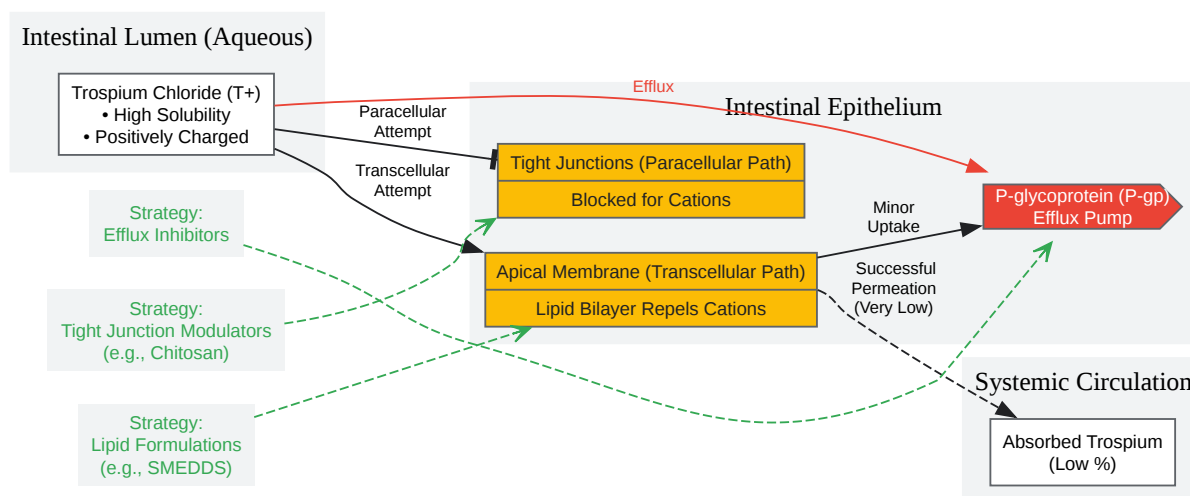 Intestinal Lumen (Aqueous)
Trospium Chloride (T+)
• High Solubility
• Positively Charged
Efflux
Intestinal Epithelium
Paracellular
Attempt
Transcellular
Attempt
Tight Junctions (Paracellular Path)
Blocked for Cations
P-glycoprotein (P-gp)
Efflux Pump
Minor
Uptake
Strategy:
Efflux Inhibitors
Apical Membrane (Transcellular Path)
Lipid Bilayer Repels Cations
Successful
Permeation
(Very Low)
Strategy:
Tight Junction Modulators
(e.g., Chitosan)
Systemic Circulation
Strategy:
Lipid Formulations
(e.g., SMEDDS)
Absorbed Trospium
(Low %)